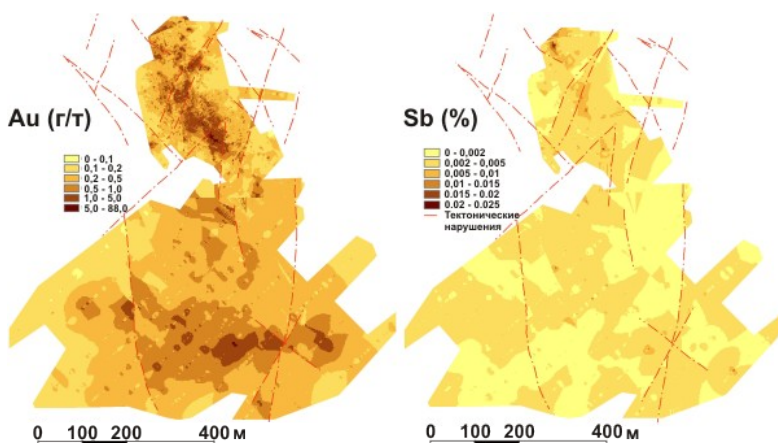 Au (г/т)
0 - 0,1
0,1 - 0,2
0,2 - 0,5
0,5 - 1,0
1,0 - 5,0
5,0 - 88,0
0 100 200 400 м
Sb (%)
0 - 0,002
0,002 - 0,005
0,005 - 0,01
0,01 - 0,015
0,015 - 0,02
0,02 - 0,025
Тектонические
нарушения
0 100 200 400 м